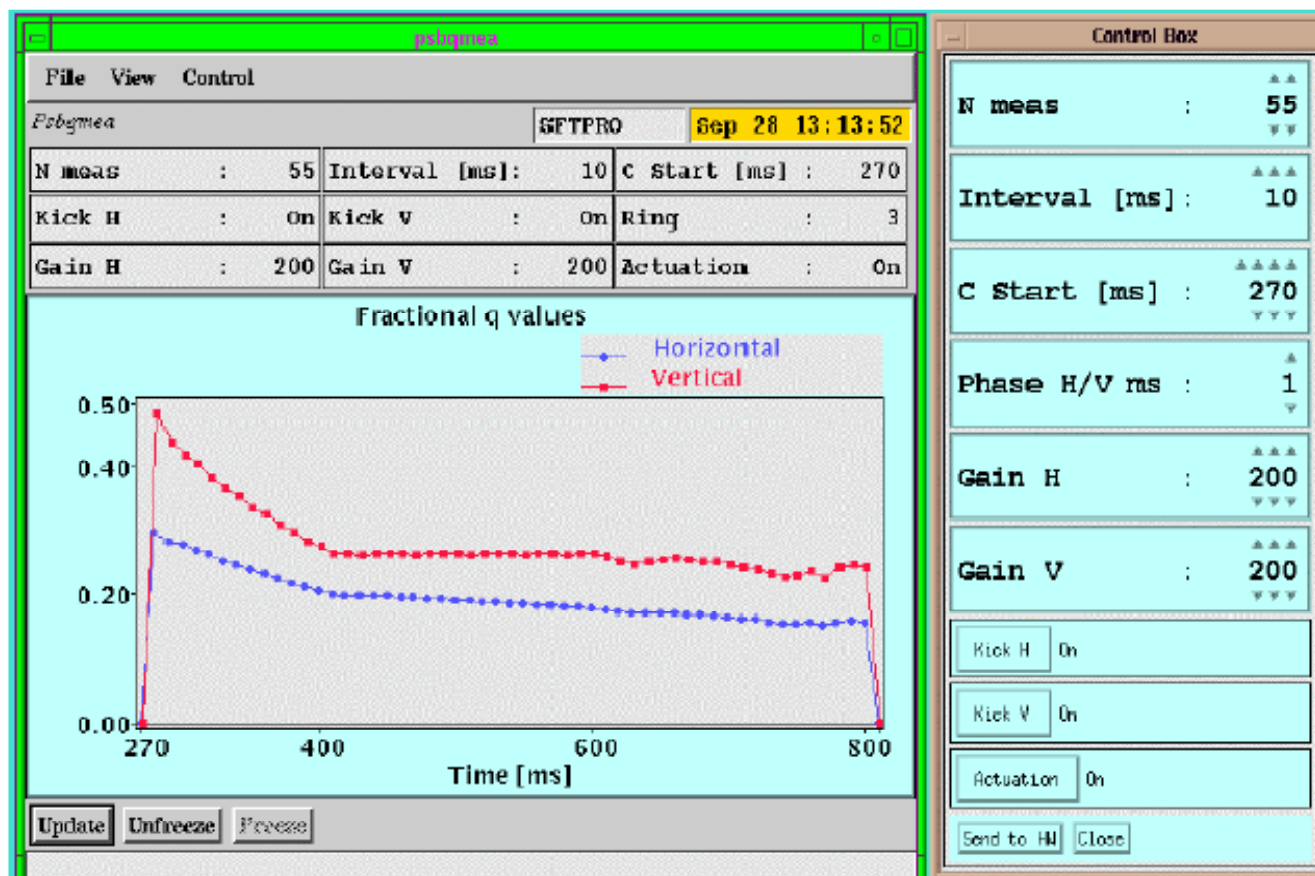 psbqmea
File View Control
Psbqmea SFTPRO Sep 28 13:13:52
N meas : 55 Interval [ms]: 10 C Start [ms] : 270
Kick H : On Kick V : On Ring : 3
Gain H : 200 Gain V : 200 Actuation : On
Fractional q values
Horizontal
Vertical
0.50
0.40
0.20
0.00
270 400 600 800
Time [ms]
Update Unfreeze Freeze
Control Box
N meas : 55
Interval [ms]: 10
C Start [ms] : 270
Phase H/V ms : 1
Gain H : 200
Gain V : 200
Kick H On
Kick V On
Actuation On
Send to HW Close